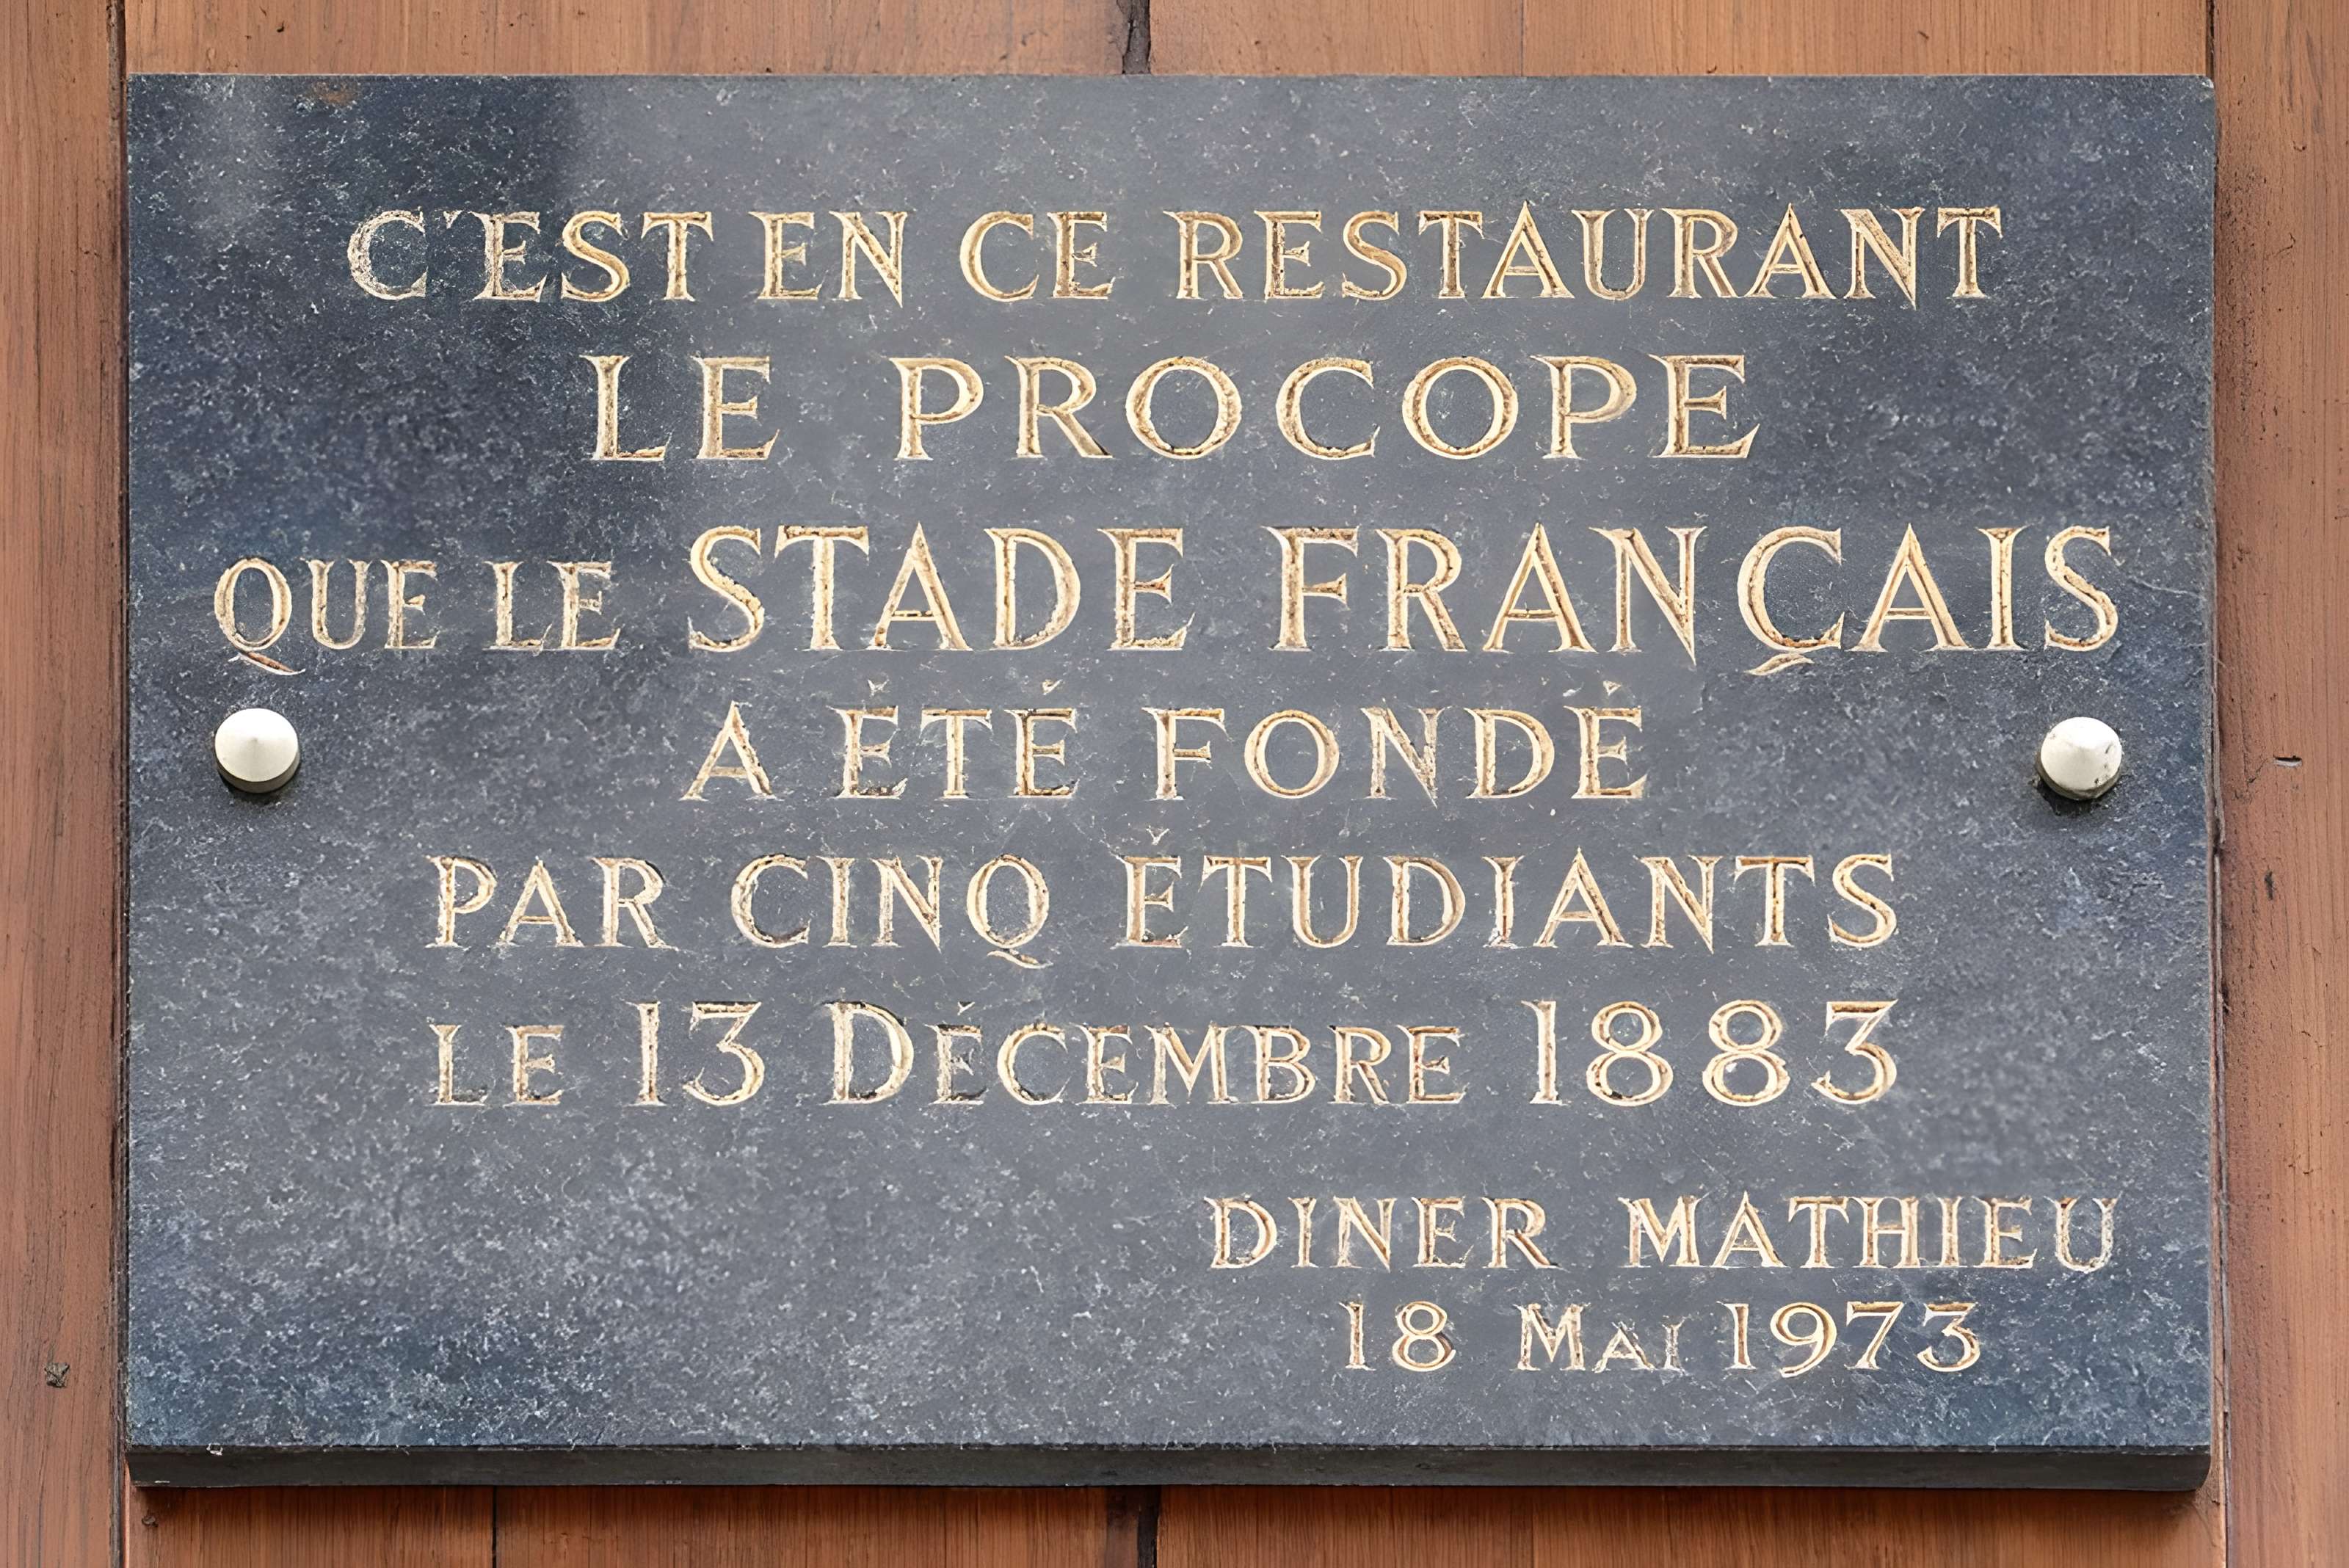 C'EST EN CE RESTAURANT
LE PROCOPE
QUE LE STADE FRANÇAIS
A ÉTÉ FONDÉ
PAR CINQ ÉTUDIANTS
LE 13 DÉCEMBRE 1883
DINER MATHIEU
18 MAI 1973